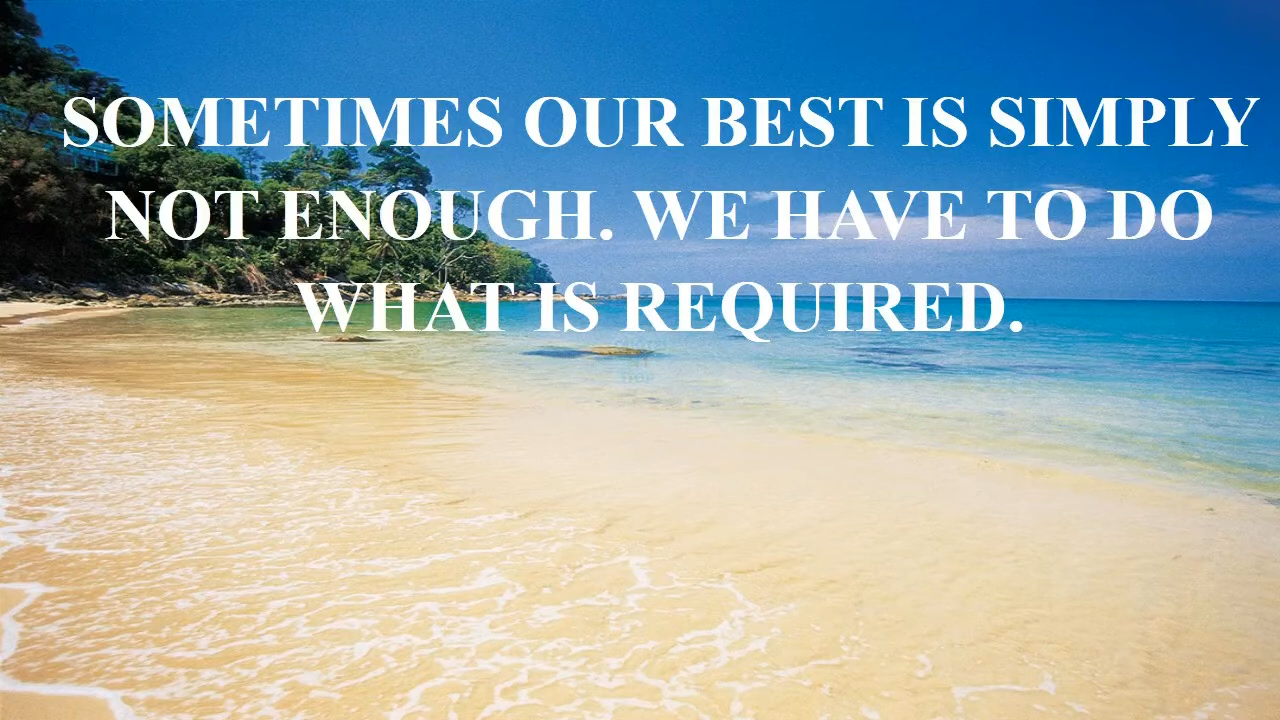 SOMETIMES OUR BEST IS SIMPLY
NOT ENOUGH. WE HAVE TO DO
WHAT IS REQUIRED.